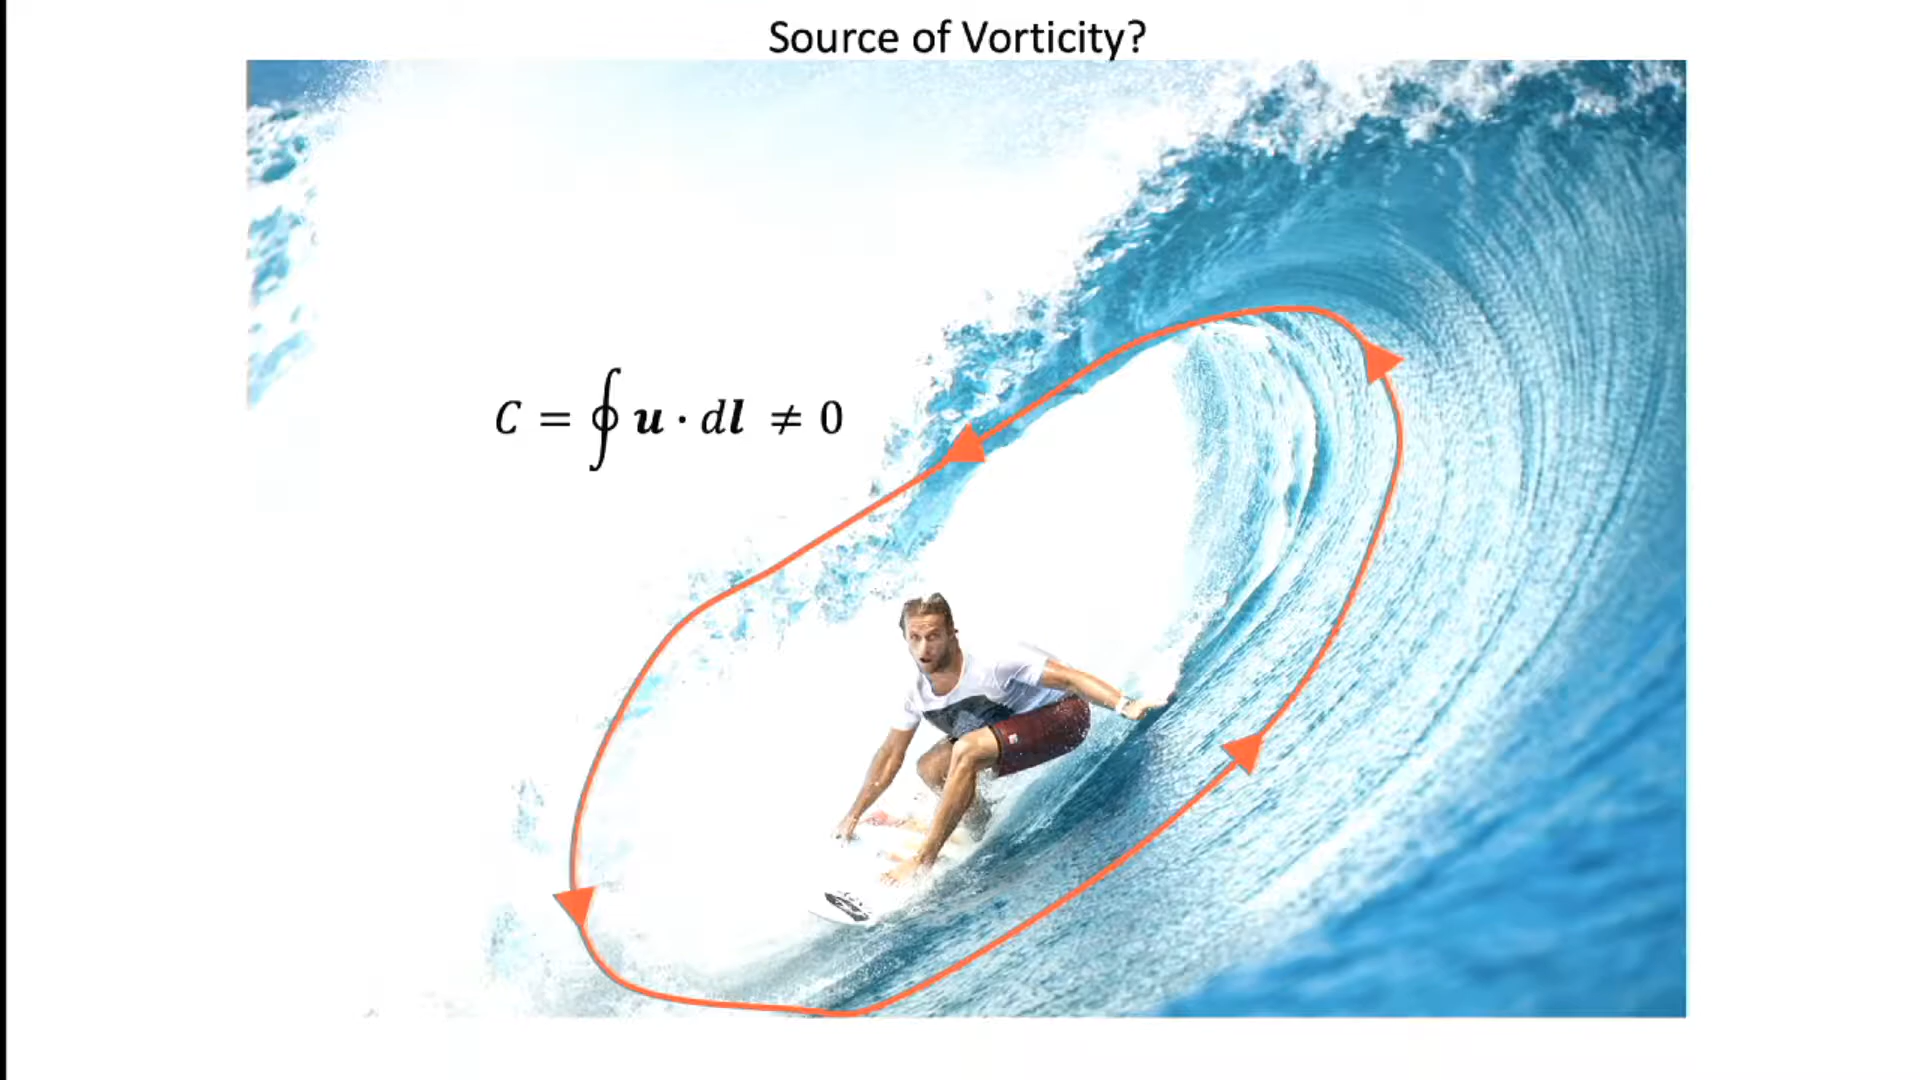 Source of Vorticity?
C = ∮ u · dl ≠ 0